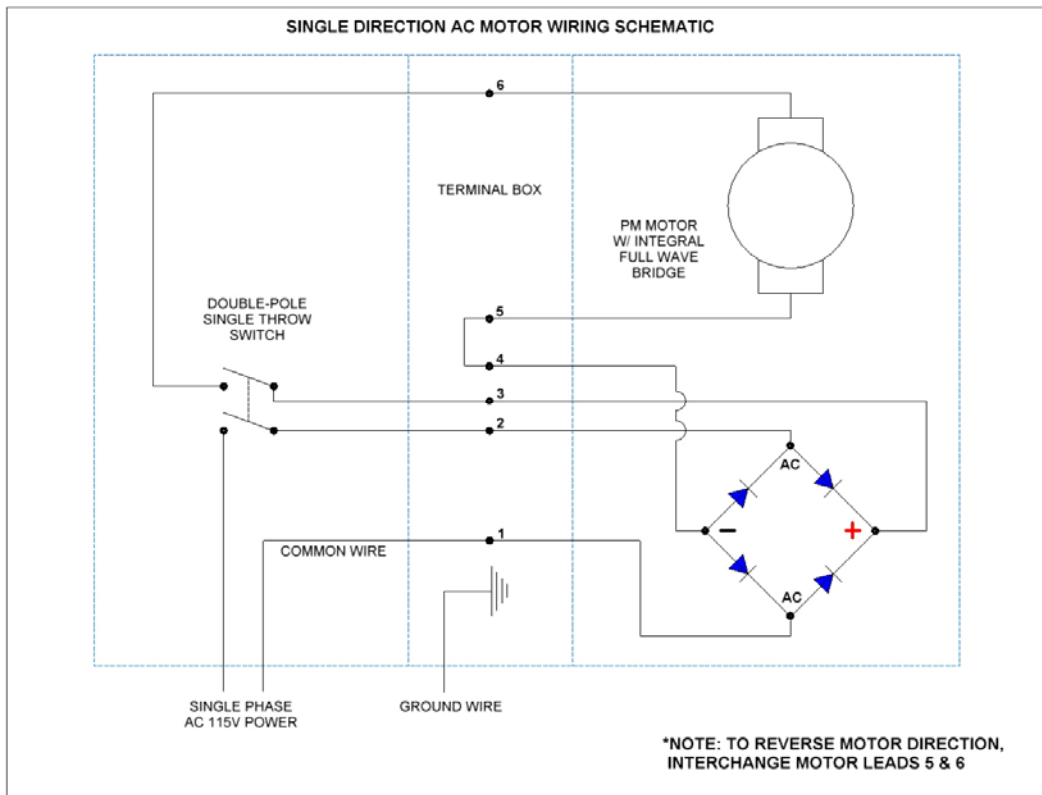 SINGLE DIRECTION AC MOTOR WIRING SCHEMATIC
6
TERMINAL BOX
PM MOTOR
W/ INTEGRAL
FULL WAVE
BRIDGE
DOUBLE-POLE
SINGLE THROW
SWITCH
5
4
3
2
AC
-
+
1
COMMON WIRE
AC
SINGLE PHASE
AC 115V POWER
GROUND WIRE
*NOTE: TO REVERSE MOTOR DIRECTION,
INTERCHANGE MOTOR LEADS 5 & 6